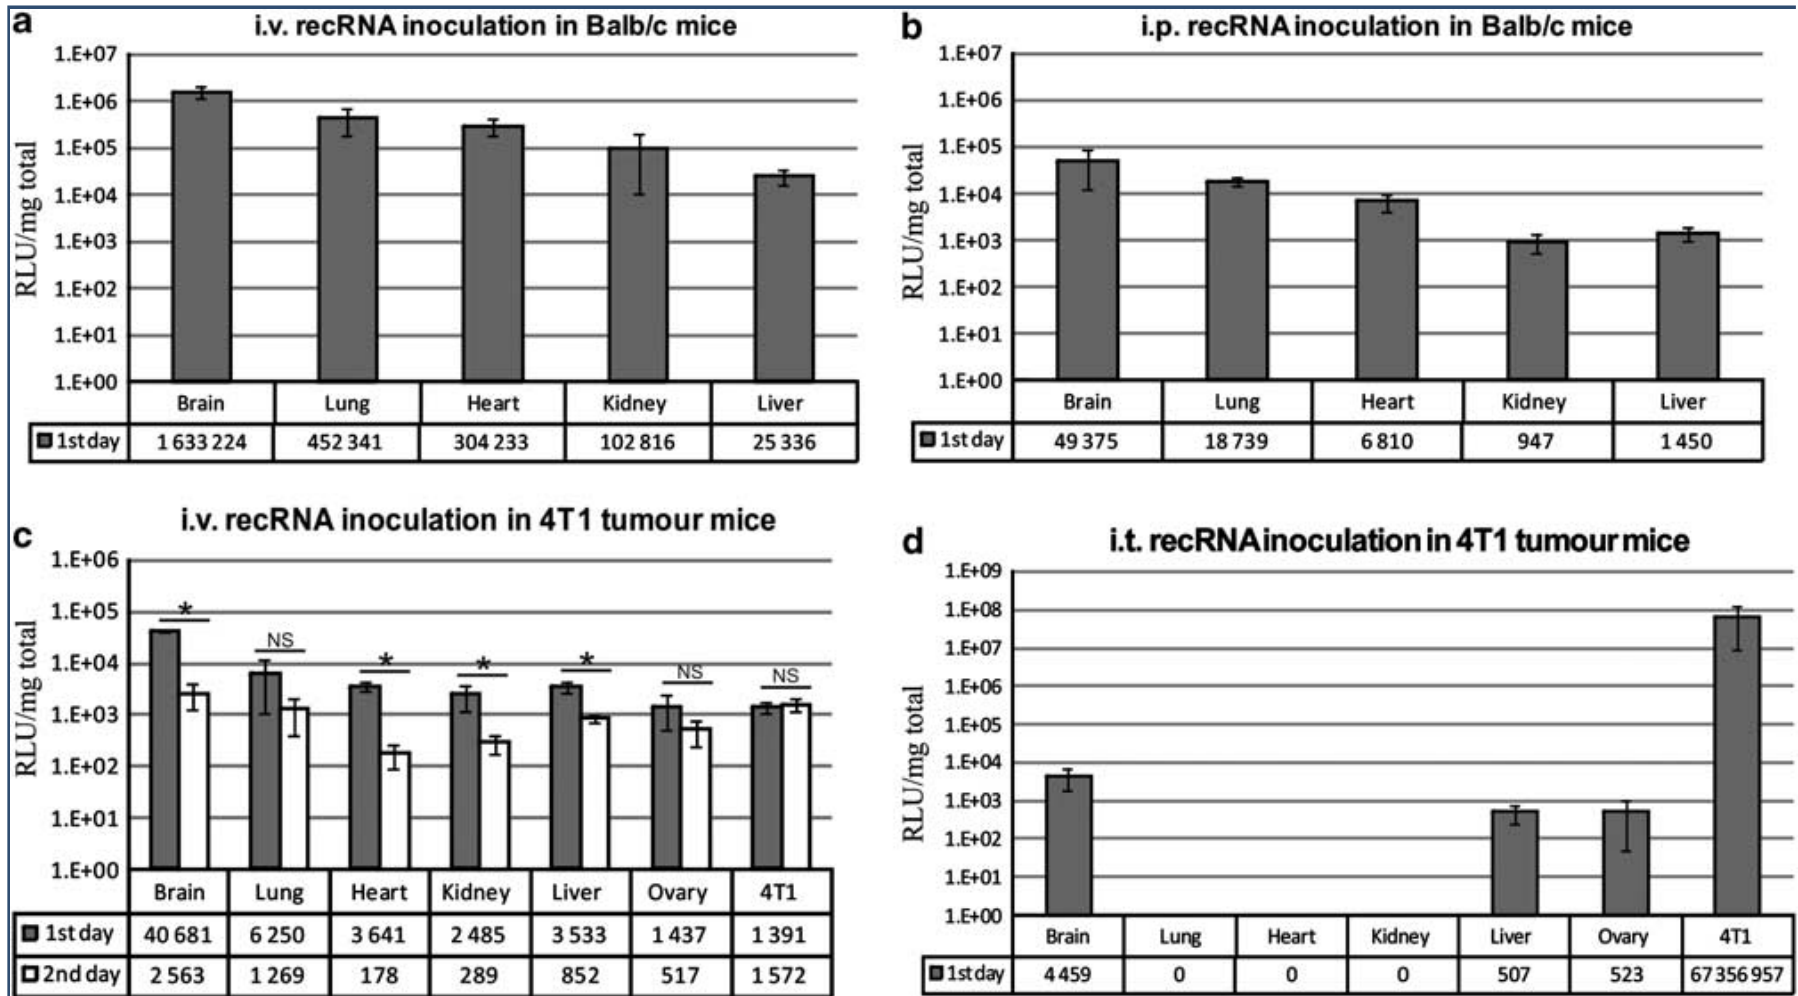 a
i.v. recRNA inoculation in Balb/c mice
1.E+07
1.E+06
1.E+05
1.E+04
1.E+03
1.E+02
1.E+01
1.E+00
RLU/mg total
Brain Lung Heart Kidney Liver
1st day 1 633 224 452 341 304 233 102 816 25 336
b
i.p. recRNA inoculation in Balb/c mice
1.E+07
1.E+06
1.E+05
1.E+04
1.E+03
1.E+02
1.E+01
1.E+00
RLU/mg total
Brain Lung Heart Kidney Liver
1st day 49 375 18 739 6 810 947 1 450
c
i.v. recRNA inoculation in 4T1 tumour mice
1.E+06
1.E+05
1.E+04
1.E+03
1.E+02
1.E+01
1.E+00
RLU/mg total
* NS * * * NS NS
Brain Lung Heart Kidney Liver Ovary 4T1
1st day 40 681 6 250 3 641 2 485 3 533 1 437 1 391
2nd day 2 563 1 269 178 289 852 517 1 572
d
i.t. recRNA inoculation in 4T1 tumour mice
1.E+09
1.E+08
1.E+07
1.E+06
1.E+05
1.E+04
1.E+03
1.E+02
1.E+01
1.E+00
RLU/mg total
Brain Lung Heart Kidney Liver Ovary 4T1
1st day 4 459 0 0 0 507 523 67 356 957